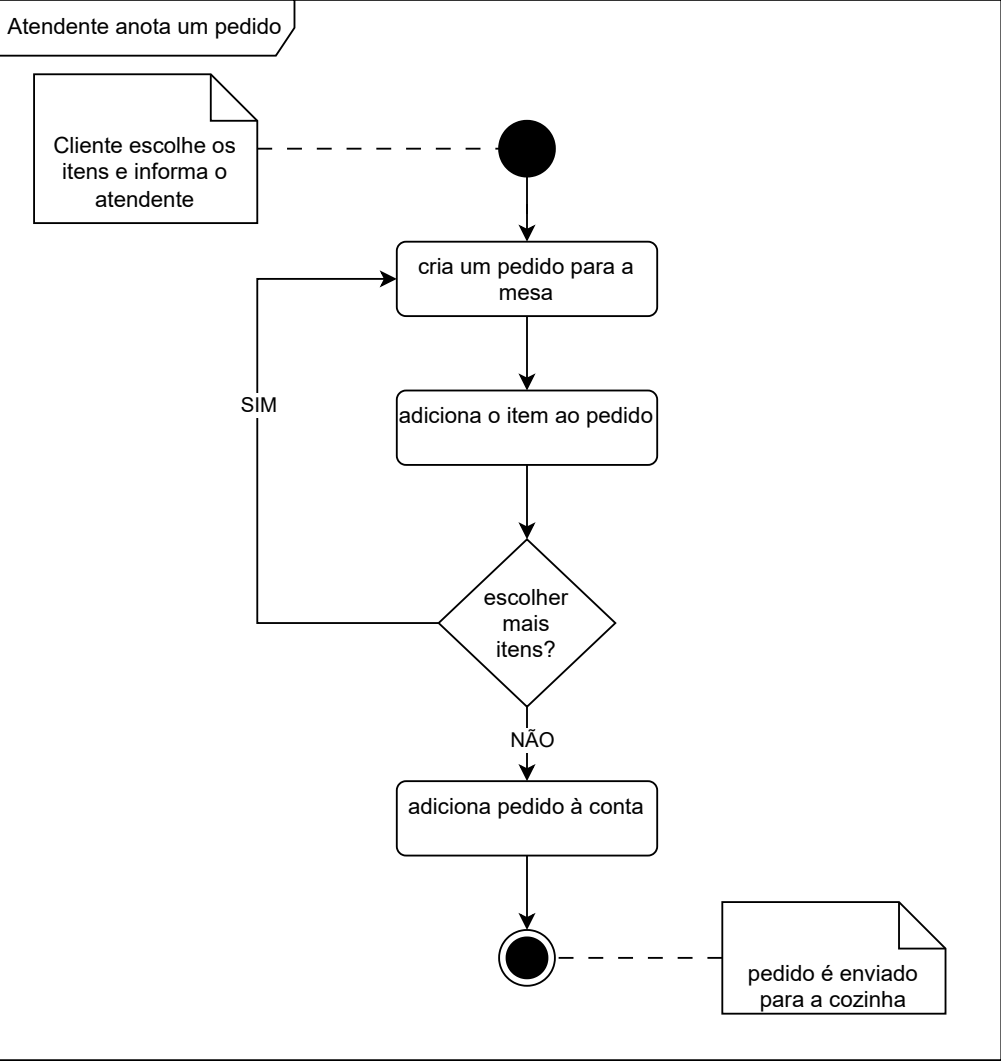 Atendente anota um pedido
Cliente escolhe os
itens e informa o
atendente
cria um pedido para a
mesa
SIM
adiciona o item ao pedido
escolher
mais
itens?
NÃO
adiciona pedido à conta
pedido é enviado
para a cozinha